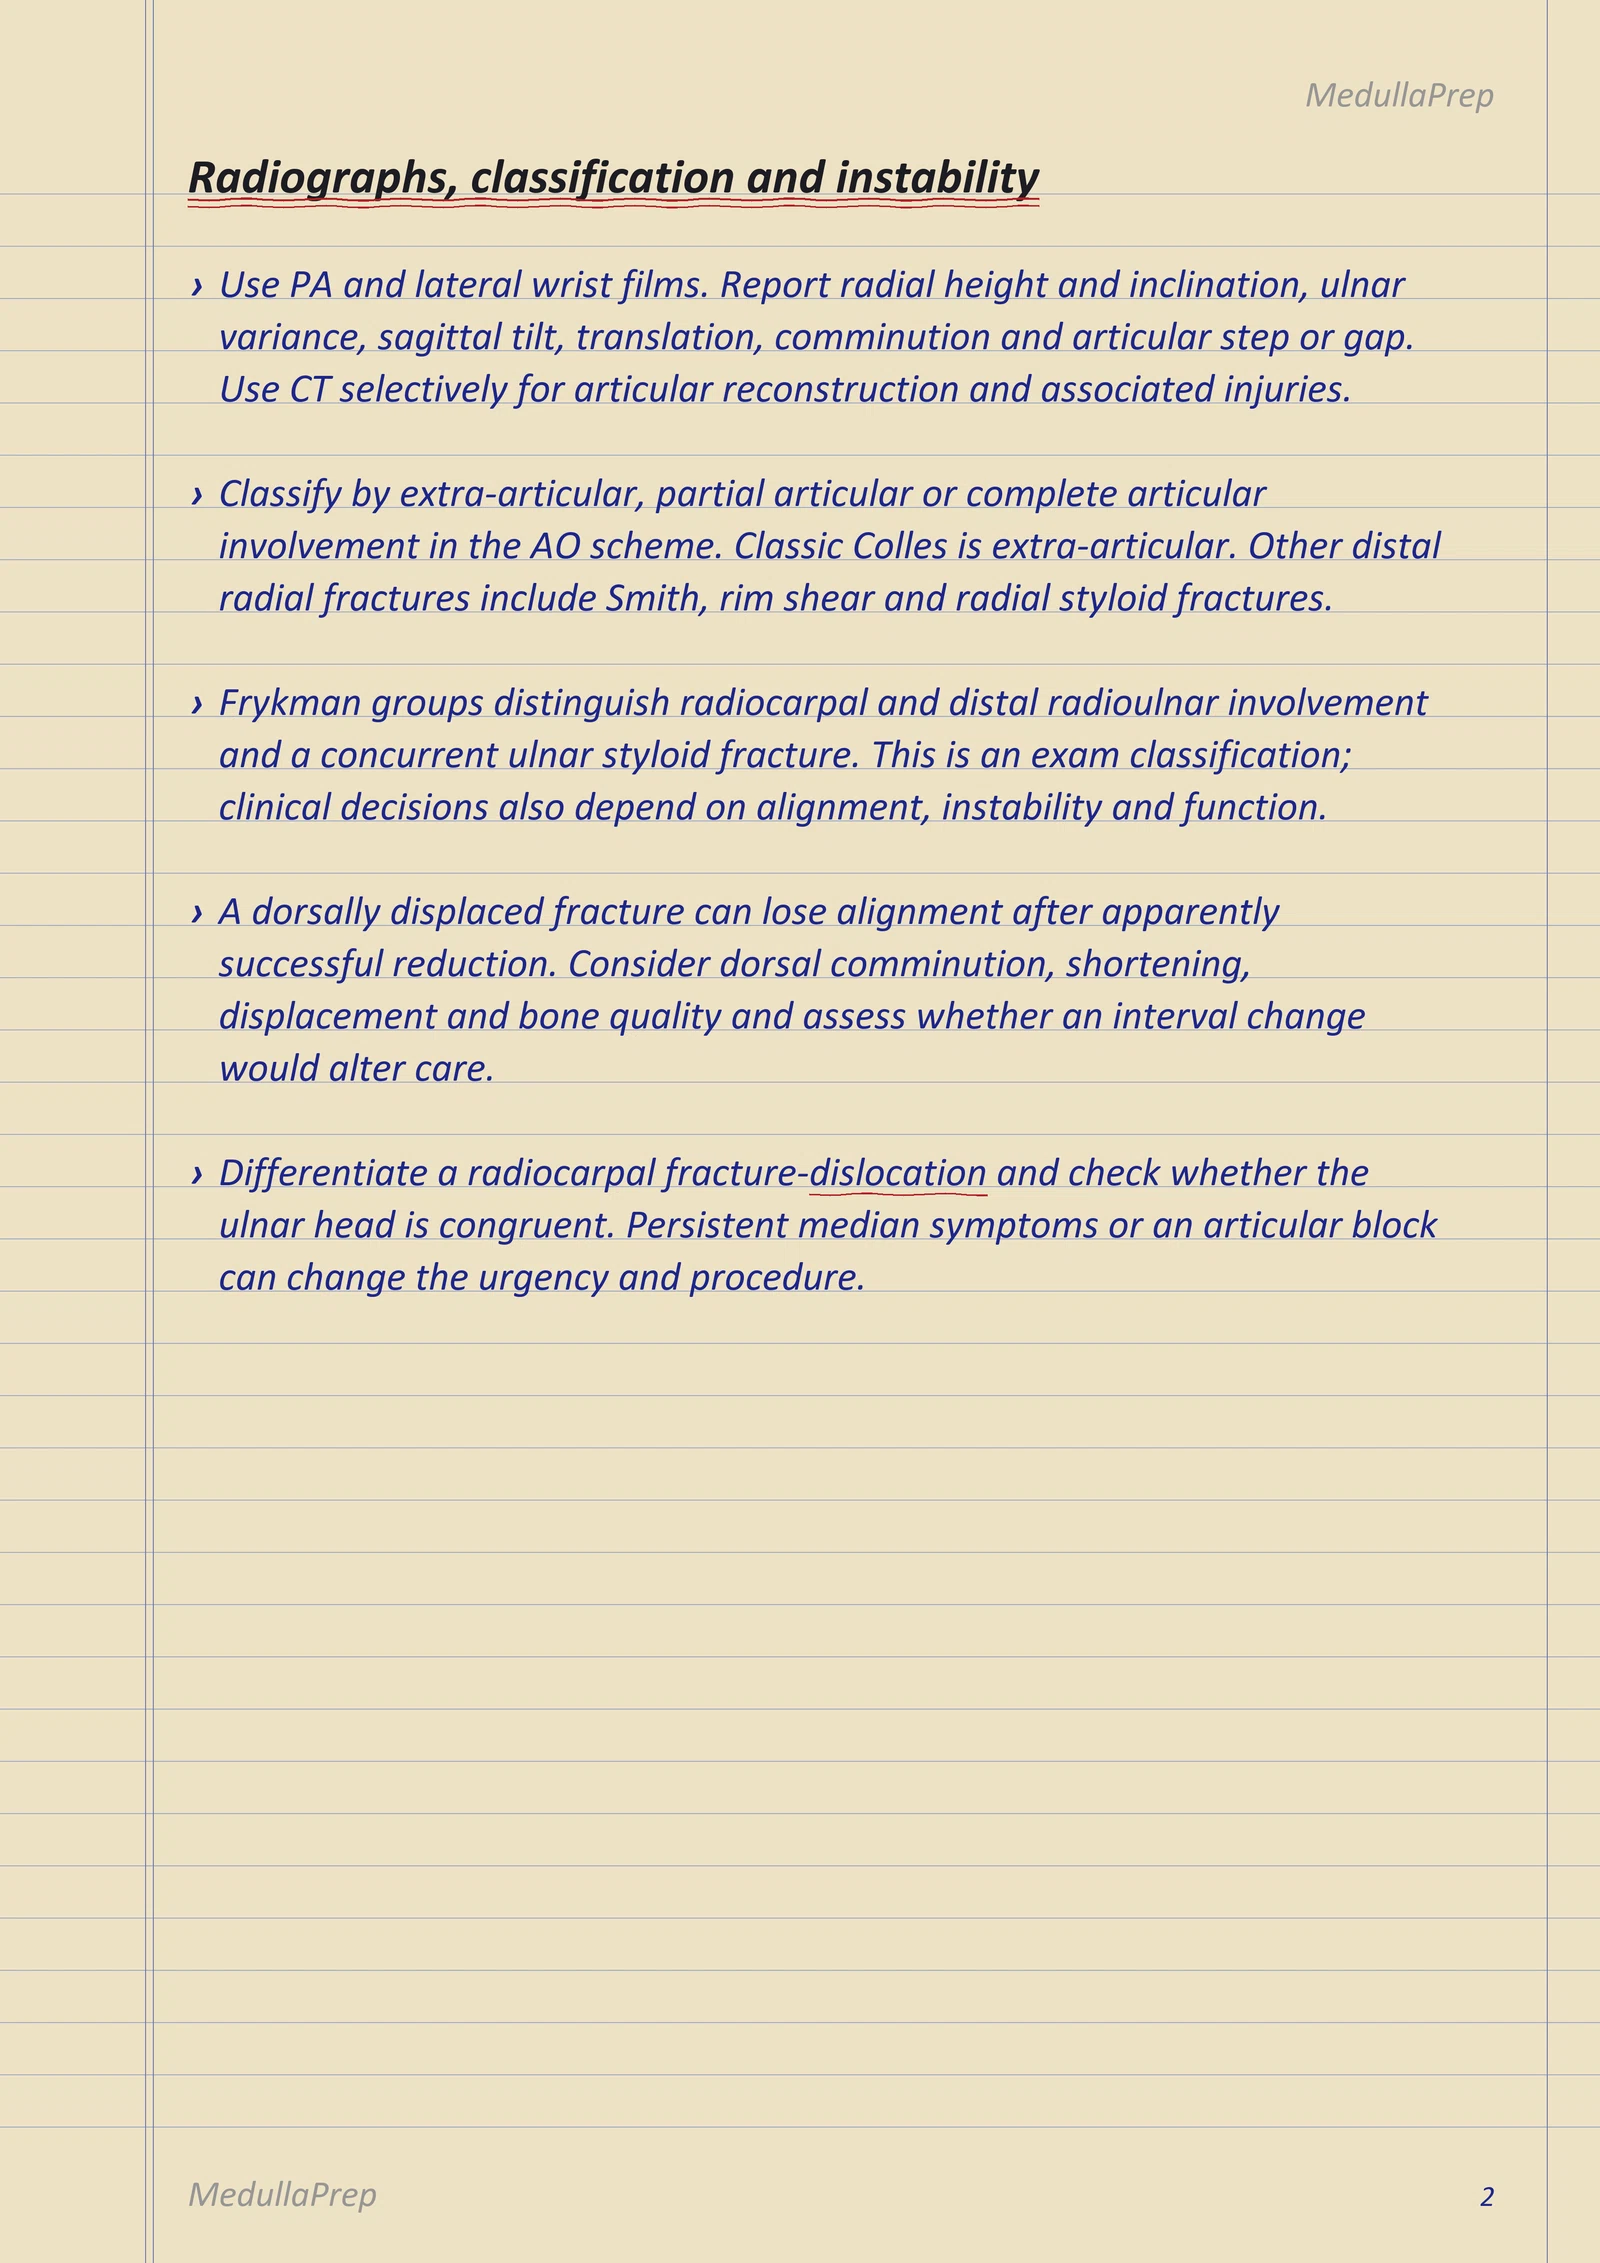 MedullaPrep
Radiographs, classification and instability
› Use PA and lateral wrist films. Report radial height and inclination, ulnar
variance, sagittal tilt, translation, comminution and articular step or gap.
Use CT selectively for articular reconstruction and associated injuries.
› Classify by extra-articular, partial articular or complete articular
involvement in the AO scheme. Classic Colles is extra-articular. Other distal
radial fractures include Smith, rim shear and radial styloid fractures.
› Frykman groups distinguish radiocarpal and distal radioulnar involvement
and a concurrent ulnar styloid fracture. This is an exam classification;
clinical decisions also depend on alignment, instability and function.
› A dorsally displaced fracture can lose alignment after apparently
successful reduction. Consider dorsal comminution, shortening,
displacement and bone quality and assess whether an interval change
would alter care.
› Differentiate a radiocarpal fracture-dislocation and check whether the
ulnar head is congruent. Persistent median symptoms or an articular block
can change the urgency and procedure.
MedullaPrep
2